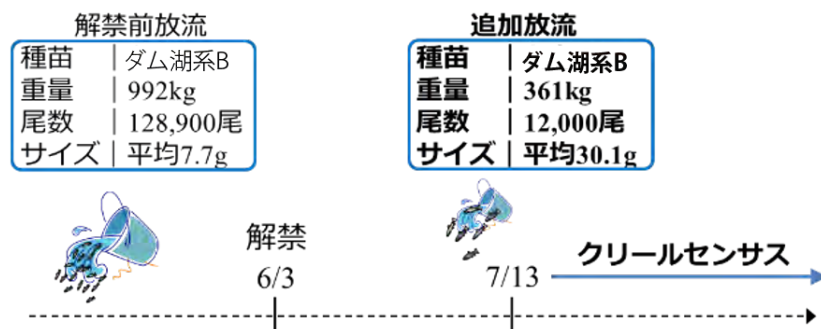 解禁前放流
種苗 ダム湖系B
重量 992kg
尾数 128,900尾
サイズ 平均7.7g
追加放流
種苗 ダム湖系B
重量 361kg
尾数 12,000尾
サイズ 平均30.1g
解禁
6/3
7/13
クリールセンサス